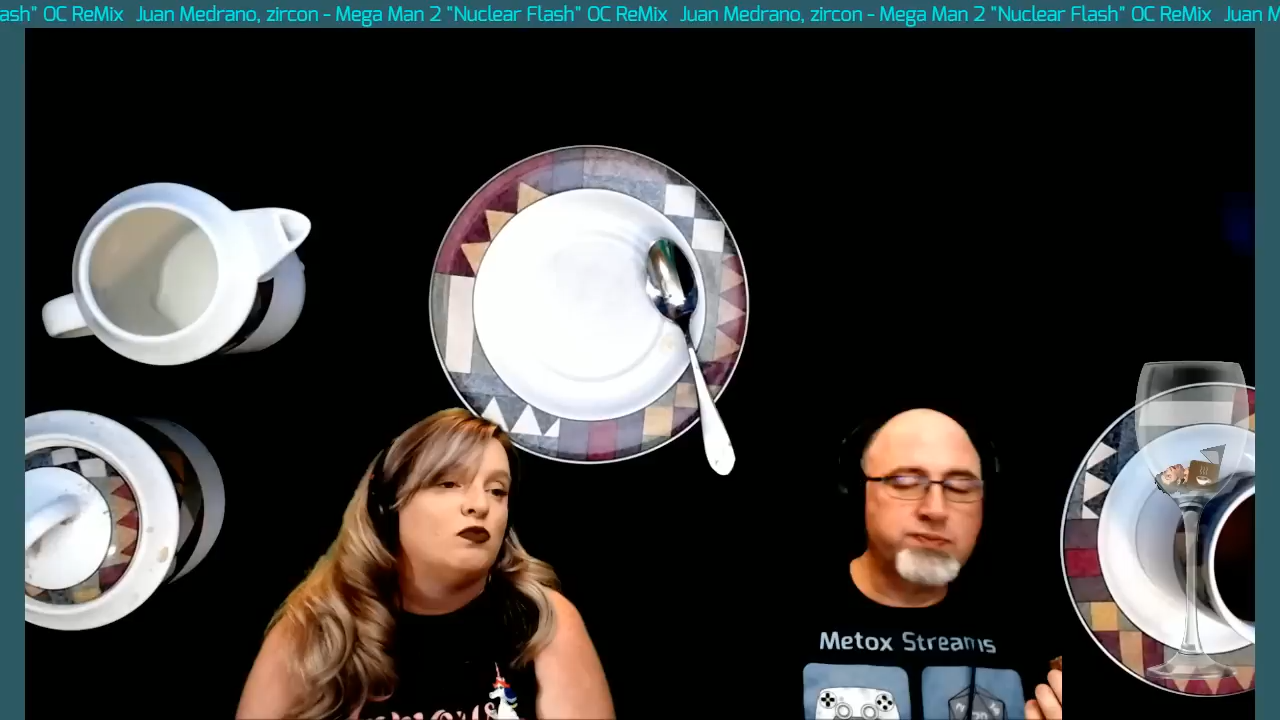 ash" OC ReMix Juan Medrano, zircon - Mega Man 2 "Nuclear Flash" OC ReMix Juan Medrano, zircon - Mega Man 2 "Nuclear Flash" OC ReMix Juan M
Metox Streams
20